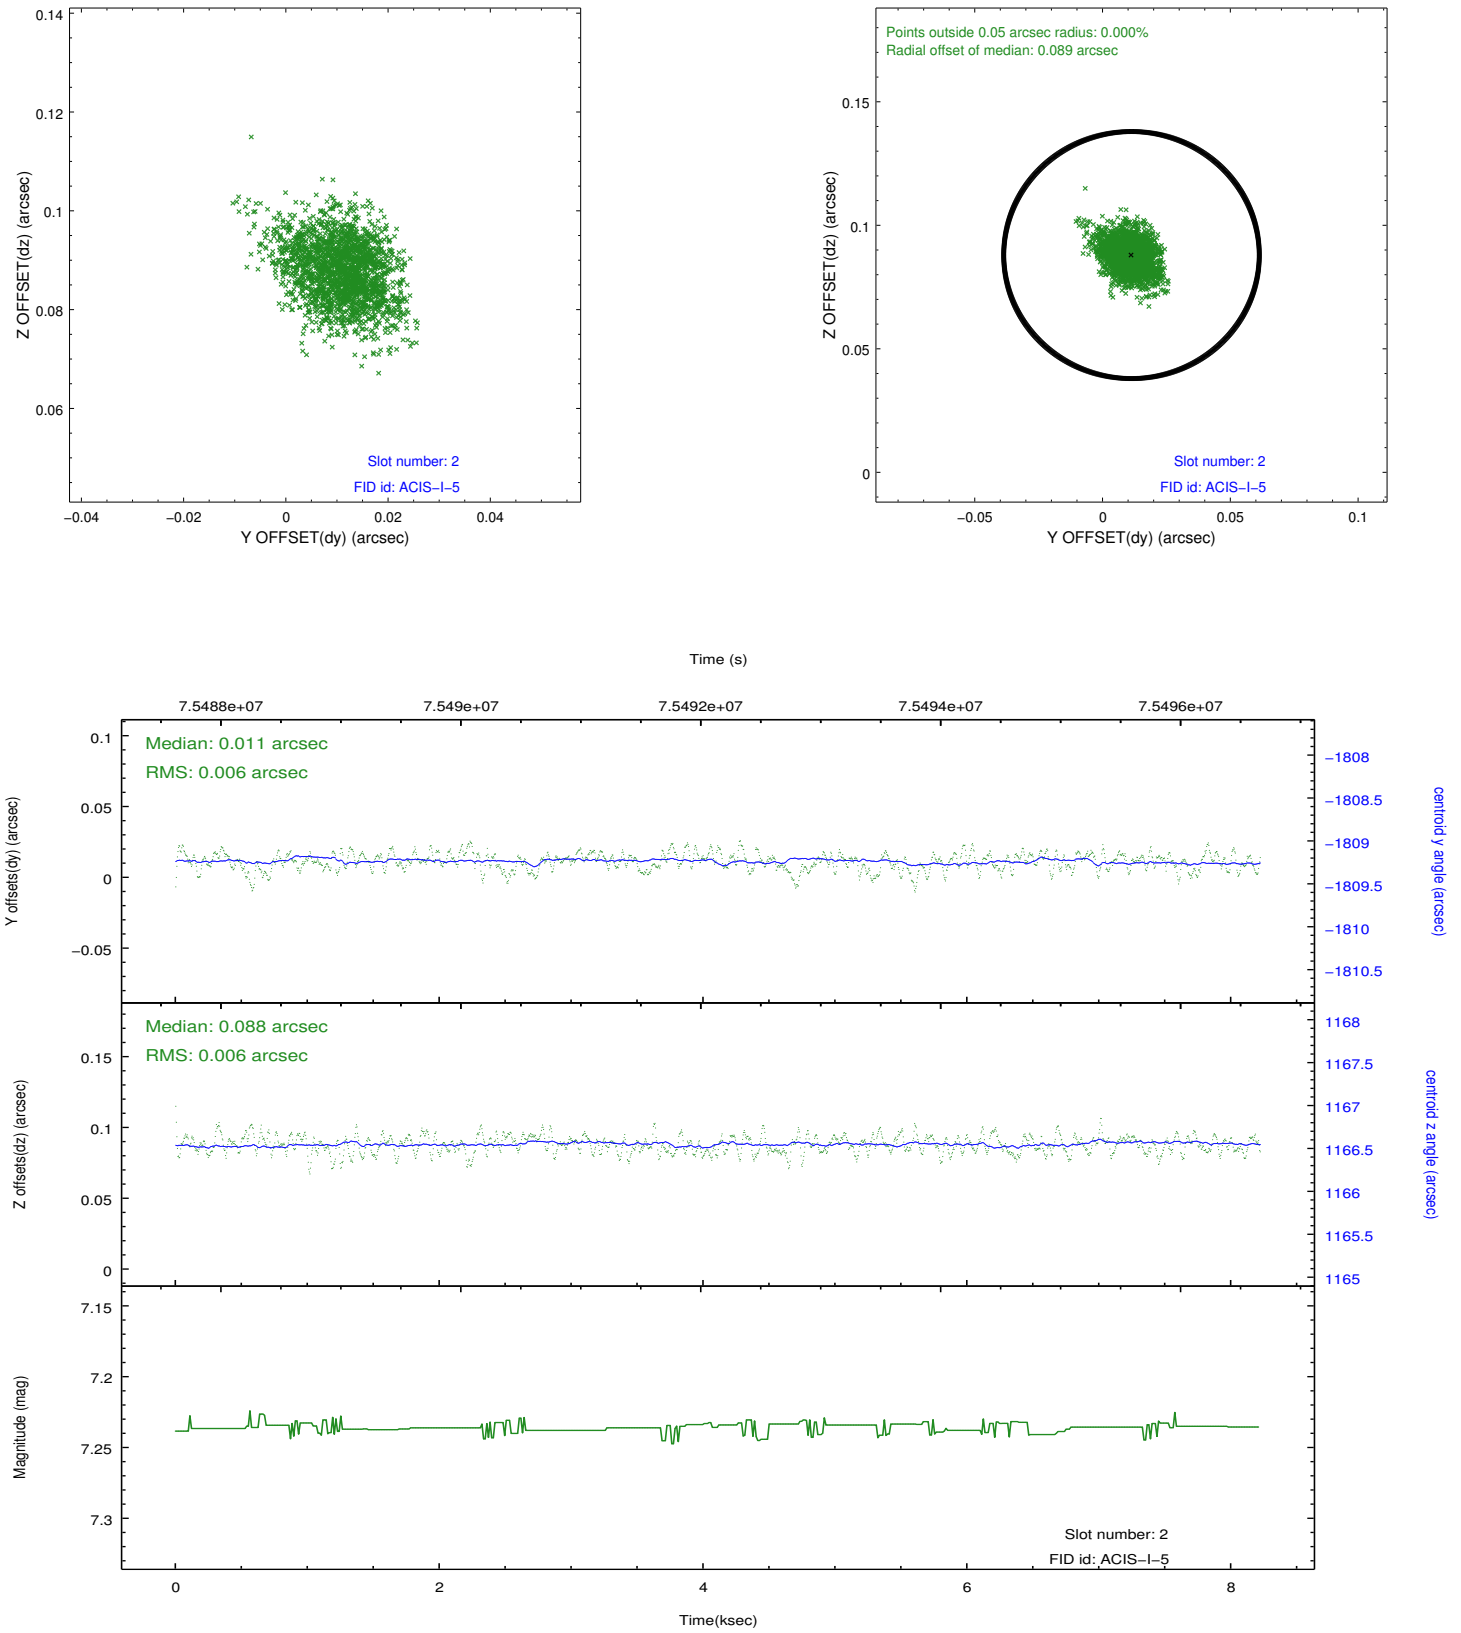 0.14
0.12
0.1
0.08
0.06
Z OFFSET(dz) (arcsec)
Slot number: 2
FID id: ACIS−I−5
−0.04 −0.02 0 0.02 0.04
Y OFFSET(dy) (arcsec)
Points outside 0.05 arcsec radius: 0.000%
Radial offset of median: 0.089 arcsec
0.15
0.1
0.05
0
Z OFFSET(dz) (arcsec)
Slot number: 2
FID id: ACIS−I−5
−0.05 0 0.05 0.1
Y OFFSET(dy) (arcsec)
Time (s)
7.5488e+07 7.549e+07 7.5492e+07 7.5494e+07 7.5496e+07
Median: 0.011 arcsec
RMS: 0.006 arcsec
0.1
0.05
0
−0.05
Y offsets(dy) (arcsec)
−1808
−1808.5
−1809
−1809.5
−1810
−1810.5
centroid y angle (arcsec)
Median: 0.088 arcsec
RMS: 0.006 arcsec
0.15
0.1
0.05
0
Z offsets(dz) (arcsec)
1168
1167.5
1167
1166.5
1166
1165.5
1165
centroid z angle (arcsec)
7.15
7.2
7.25
7.3
Magnitude (mag)
Slot number: 2
FID id: ACIS−I−5
0 2 4 6 8
Time(ksec)